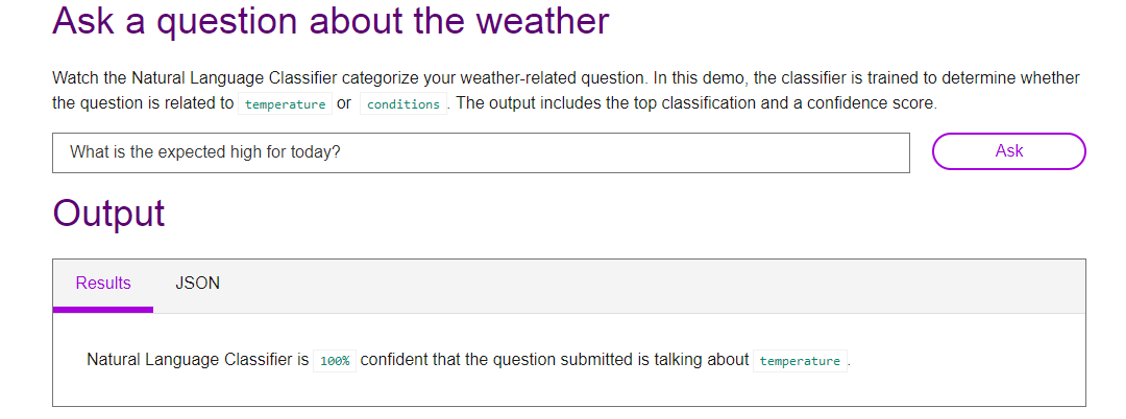 Ask a question about the weather
Watch the Natural Language Classifier categorize your weather-related question. In this demo, the classifier is trained to determine whether
the question is related to temperature or conditions . The output includes the top classification and a confidence score.
What is the expected high for today?
Ask
Output
Results
JSON
Natural Language Classifier is 100% confident that the question submitted is talking about temperature .